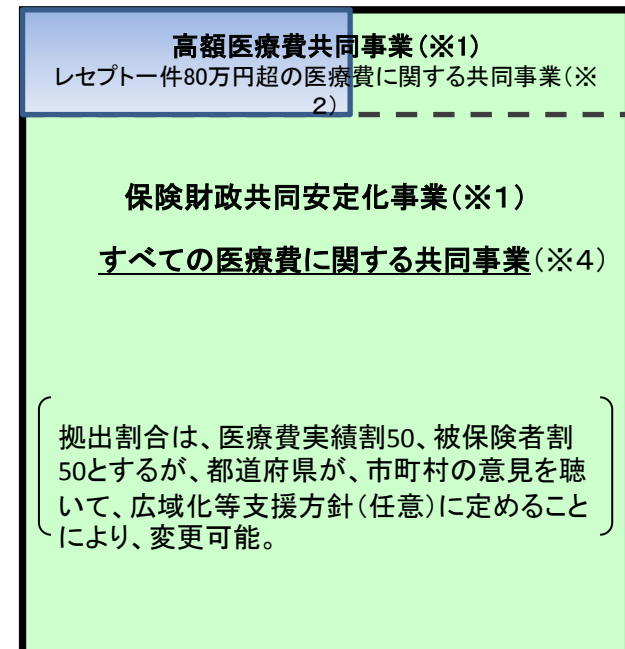 高額医療費共同事業(※1)
レセプト一件80万円超の医療費に関する共同事業(※
2)
保険財政共同安定化事業(※1)
すべての医療費に関する共同事業(※4)
拠出割合は、医療費実績割50、被保険者割
50とするが、都道府県が、市町村の意見を聴
いて、広域化等支援方針(任意)に定めること
により、変更可能。